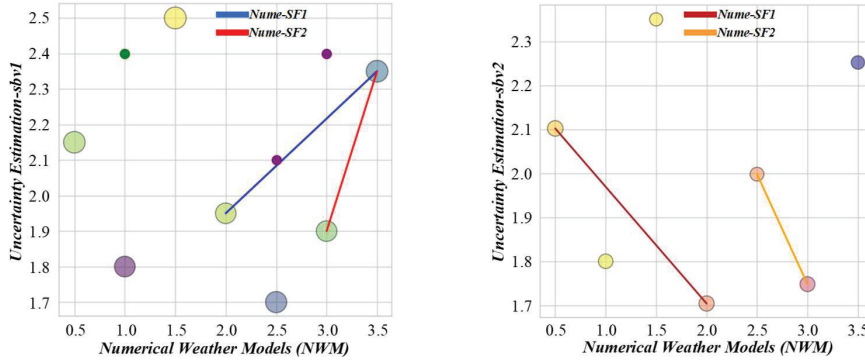 Nume-SF1
Nume-SF2
Uncertainty Estimation-sbv1
2.5
2.4
2.3
2.2
2.1
2.0
1.9
1.8
1.7
0.5 1.0 1.5 2.0 2.5 3.0 3.5
Numerical Weather Models (NWM)
Nume-SF1
Nume-SF2
Uncertainty Estimation-sbv2
2.3
2.2
2.1
2.0
1.9
1.8
1.7
0.5 1.0 1.5 2.0 2.5 3.0 3.5
Numerical Weather Models (NWM)